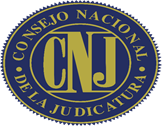 CONSEJO NACIONAL
CNJ
DE LA JUDICATURA